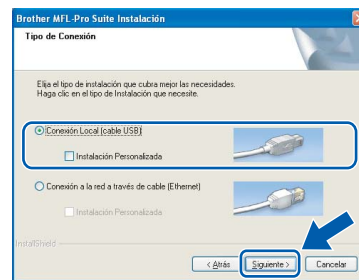 Brother MFL-Pro Suite Instalación
Tipo de Conexión
Elija el tipo de instalación que cubra mejor las necesidades.
Haga clic en el tipo de Instalación que necesite.
Conexión Local (cable USB)
Instalación Personalizada
Conexión a la red a través de cable (Ethernet)
Instalación Personalizada
InstallShield
< Atrás Siguiente > Cancelar